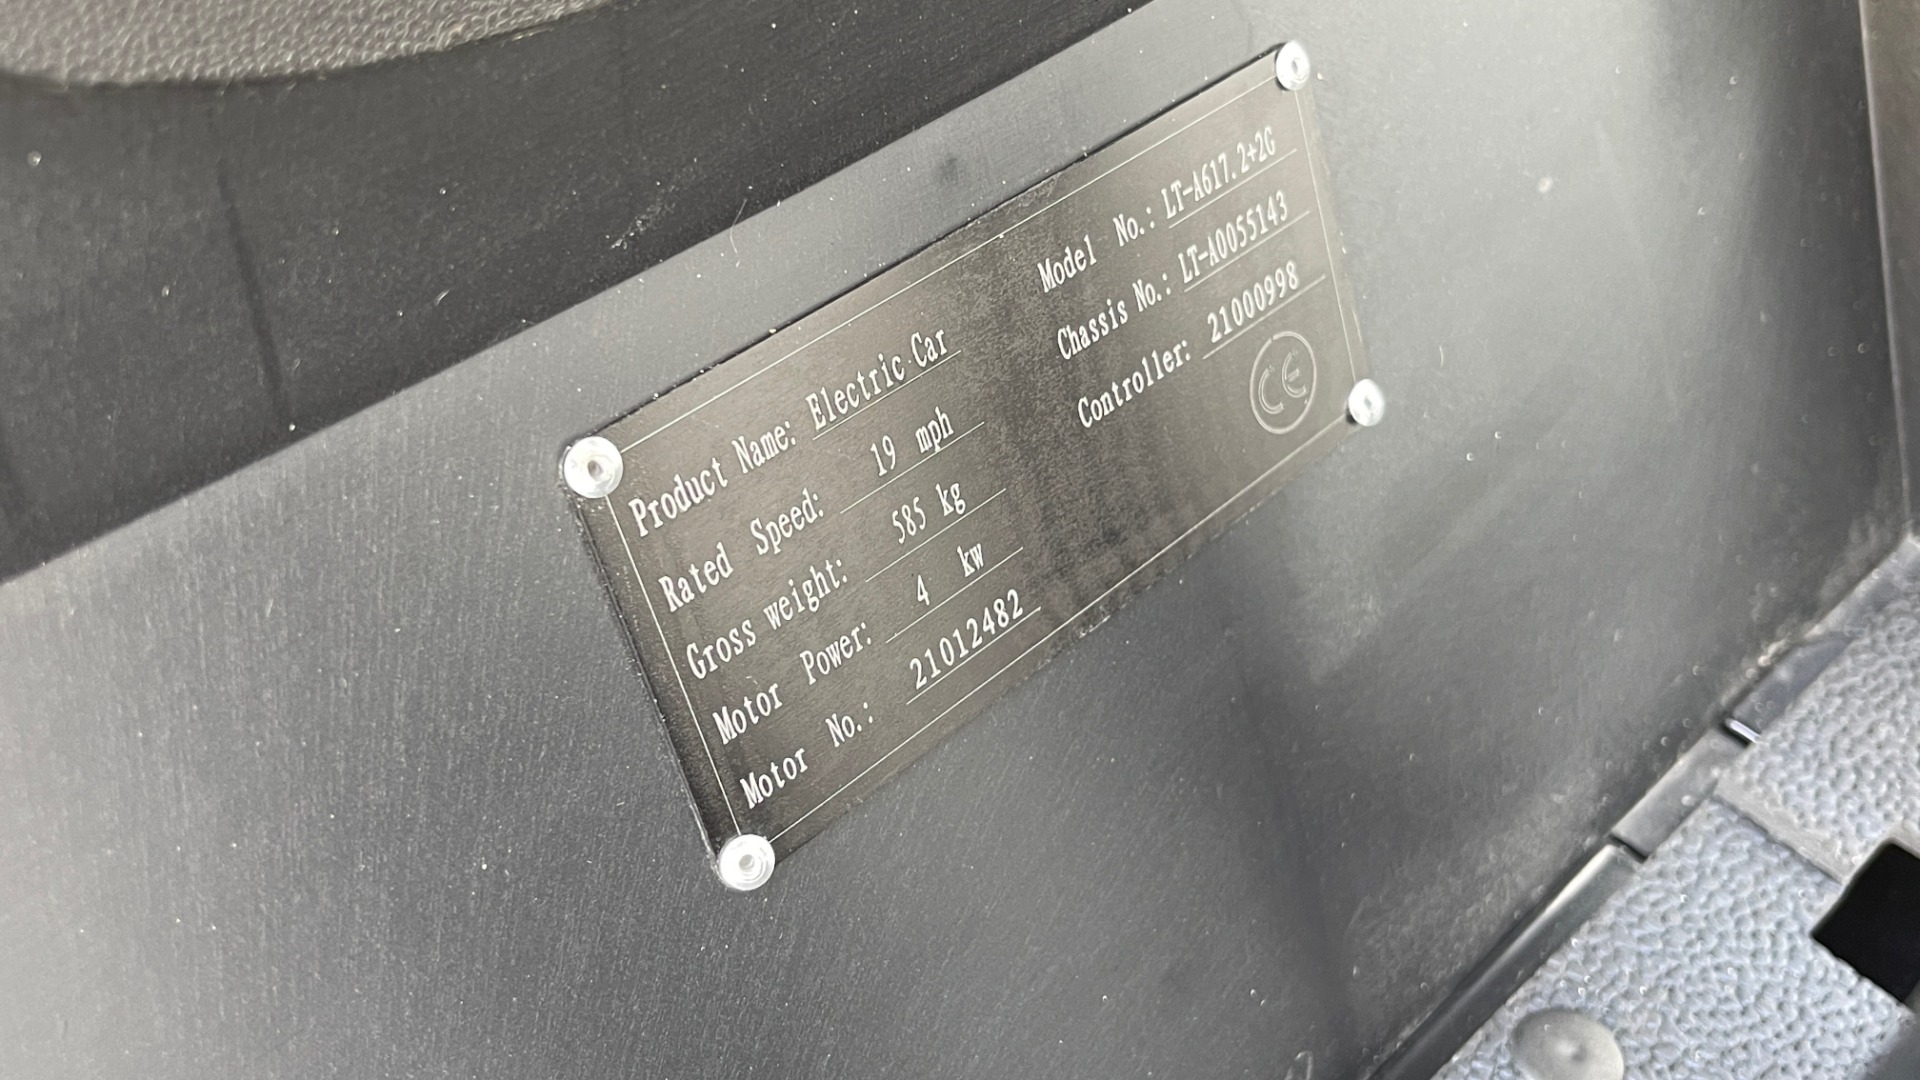 Product Name: Electric Car
Rated Speed: 19 mph
Gross weight: 585 kg
Motor Power: 4 kw
Motor No.: 21012482
Model No.: LT-A617.2+2G
Chassis No.: LT-A0055143
Controller: 21000998
CE